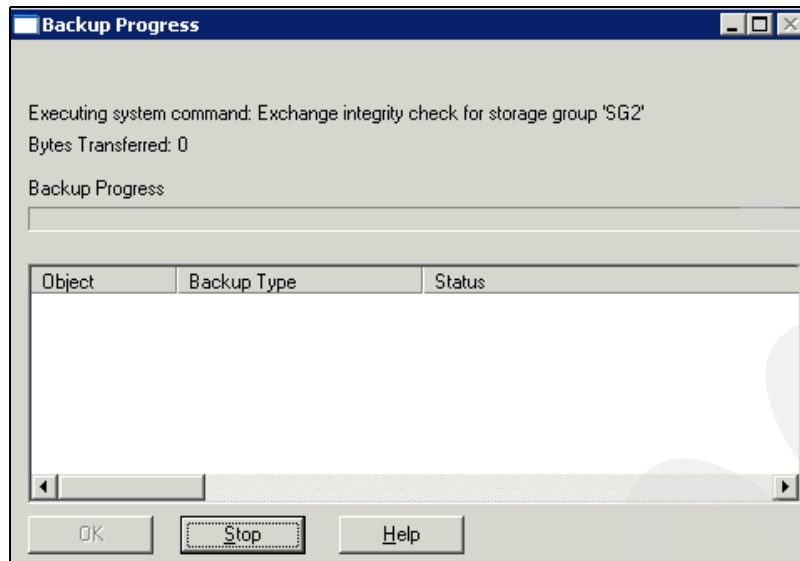 Backup Progress
Executing system command: Exchange integrity check for storage group 'SG2'
Bytes Transferred: 0
Backup Progress
Object Backup Type Status
OK Stop Help